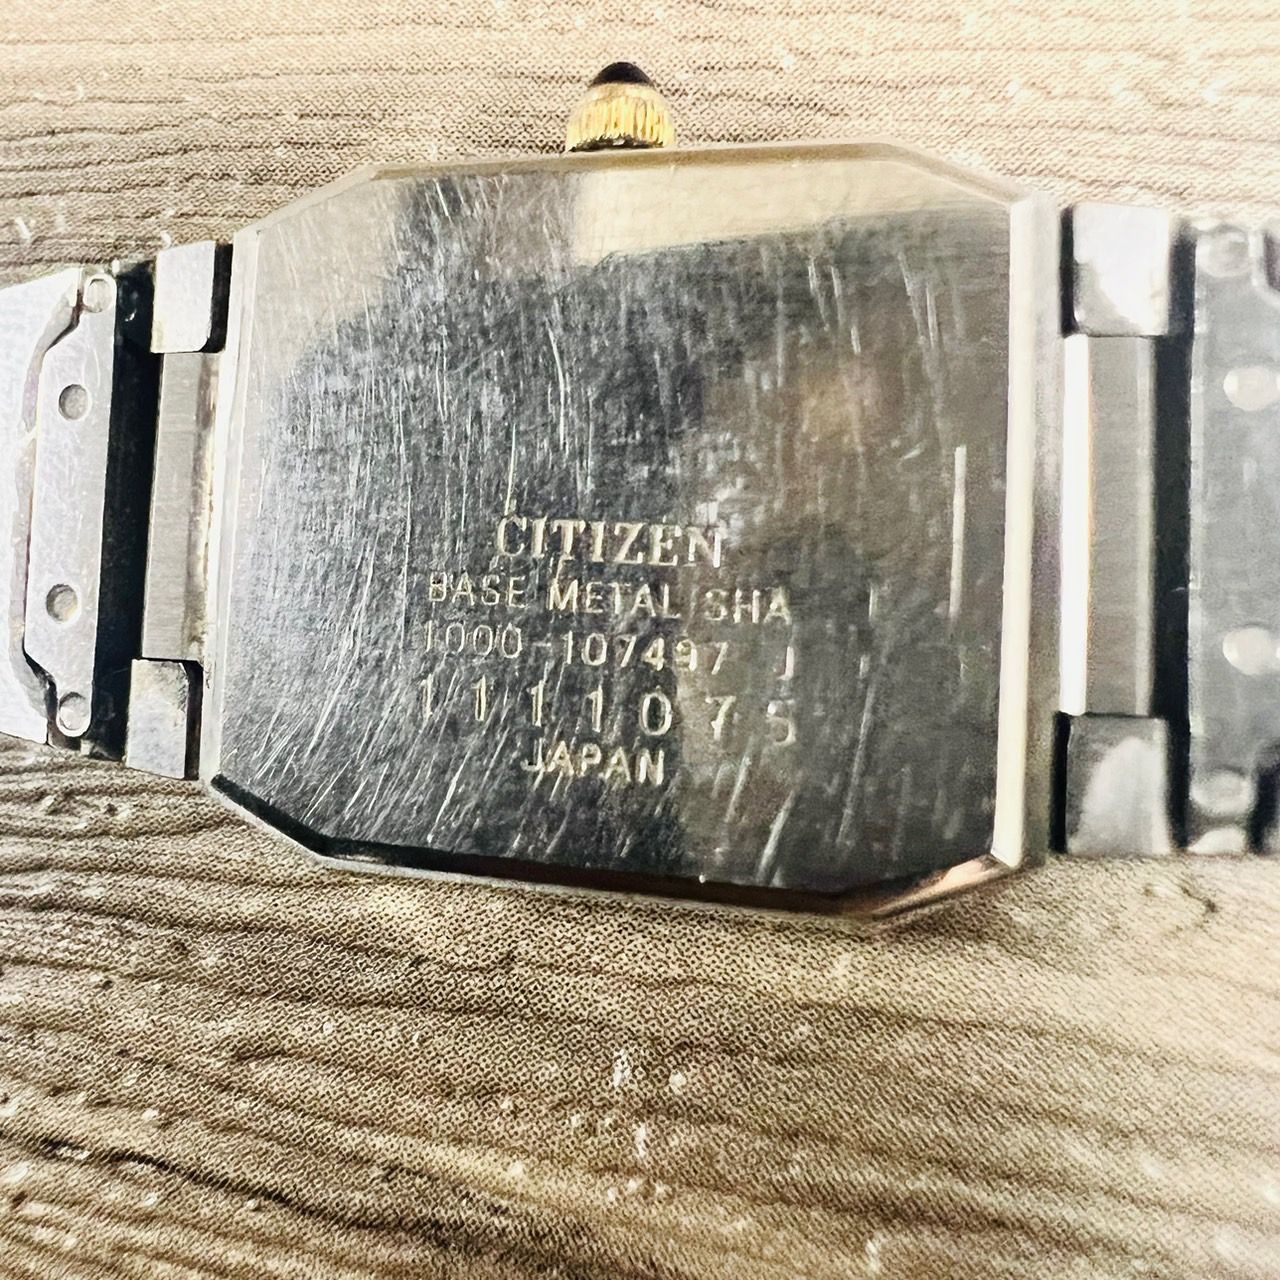 CITIZEN
BASE METAL SHA
1000-107497 J
1111075
JAPAN